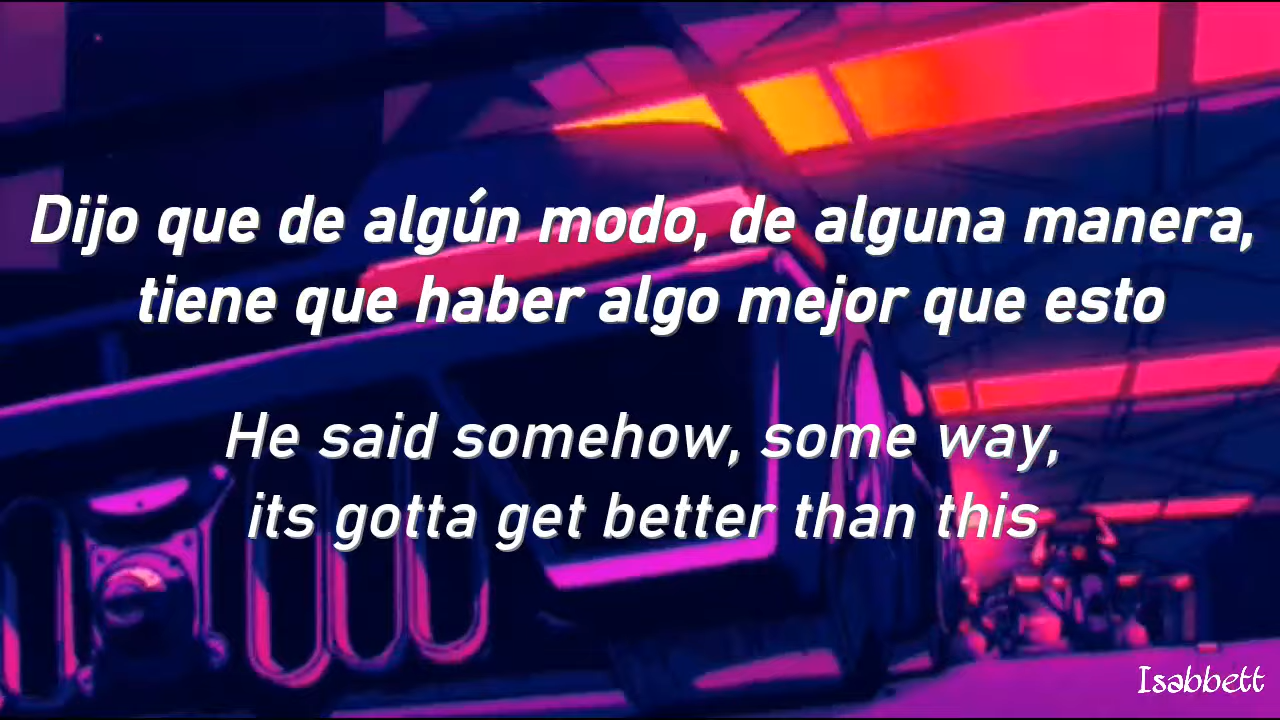 Dijo que de algún modo, de alguna manera,
tiene que haber algo mejor que esto
He said somehow, some way,
its gotta get better than this
Isabbett